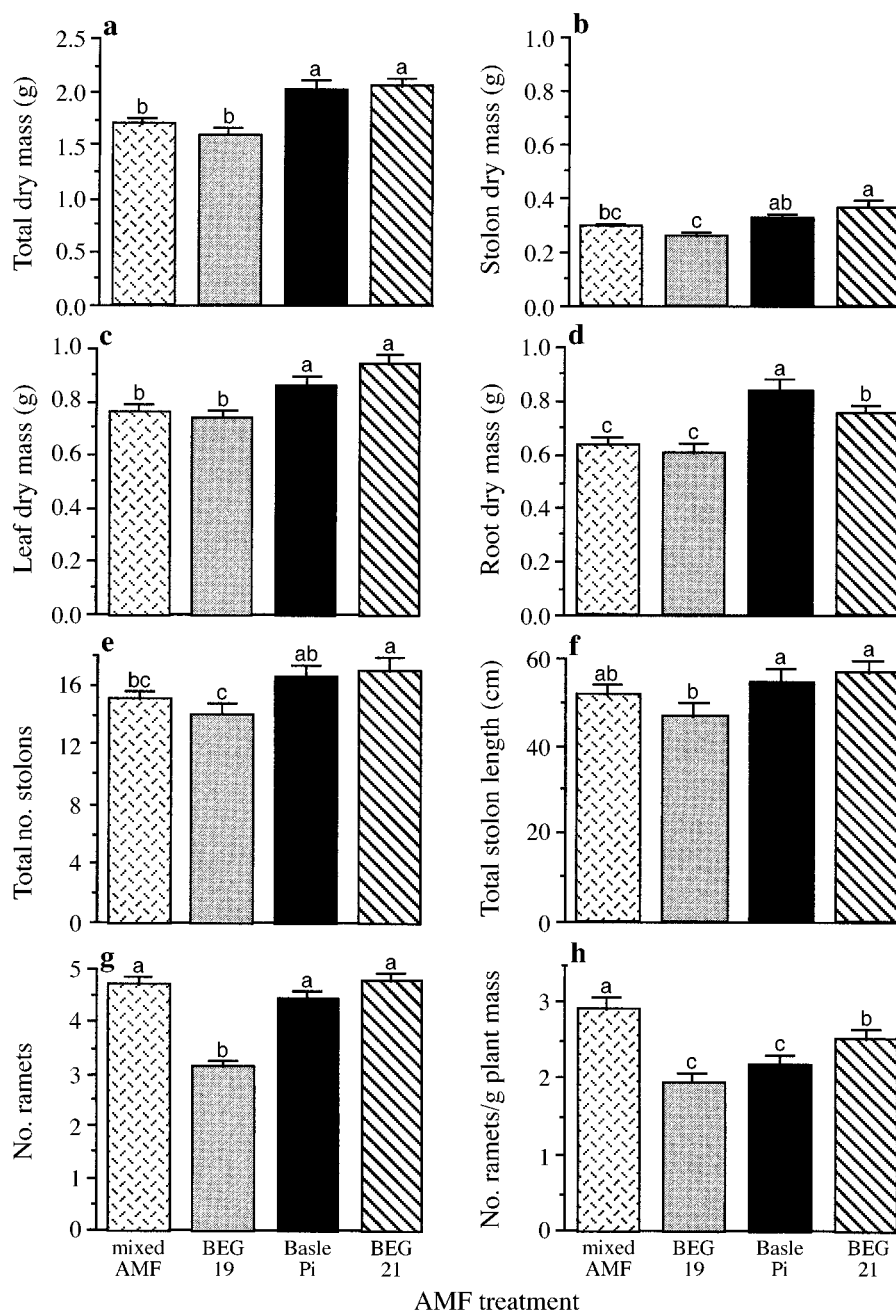 a
Total dry mass (g)
2.5
2.0
1.5
1.0
0.5
0.0
b
b
a
a
b
Stolon dry mass (g)
1.0
0.8
0.6
0.4
0.2
0.0
bc
c
ab
a
c
Leaf dry mass (g)
1.0
0.8
0.6
0.4
0.2
0.0
b
b
a
a
d
Root dry mass (g)
1.0
0.8
0.6
0.4
0.2
0.0
c
c
a
b
e
Total no. stolons
16
12
8
4
0
bc
c
ab
a
f
Total stolon length (cm)
60
40
20
0
ab
b
a
a
g
No. ramets
5
4
3
2
1
0
a
b
a
a
h
No. ramets/g plant mass
3
2
1
0
a
c
c
b
mixed AMF
BEG 19
Basle Pi
BEG 21
mixed AMF
BEG 19
Basle Pi
BEG 21
AMF treatment